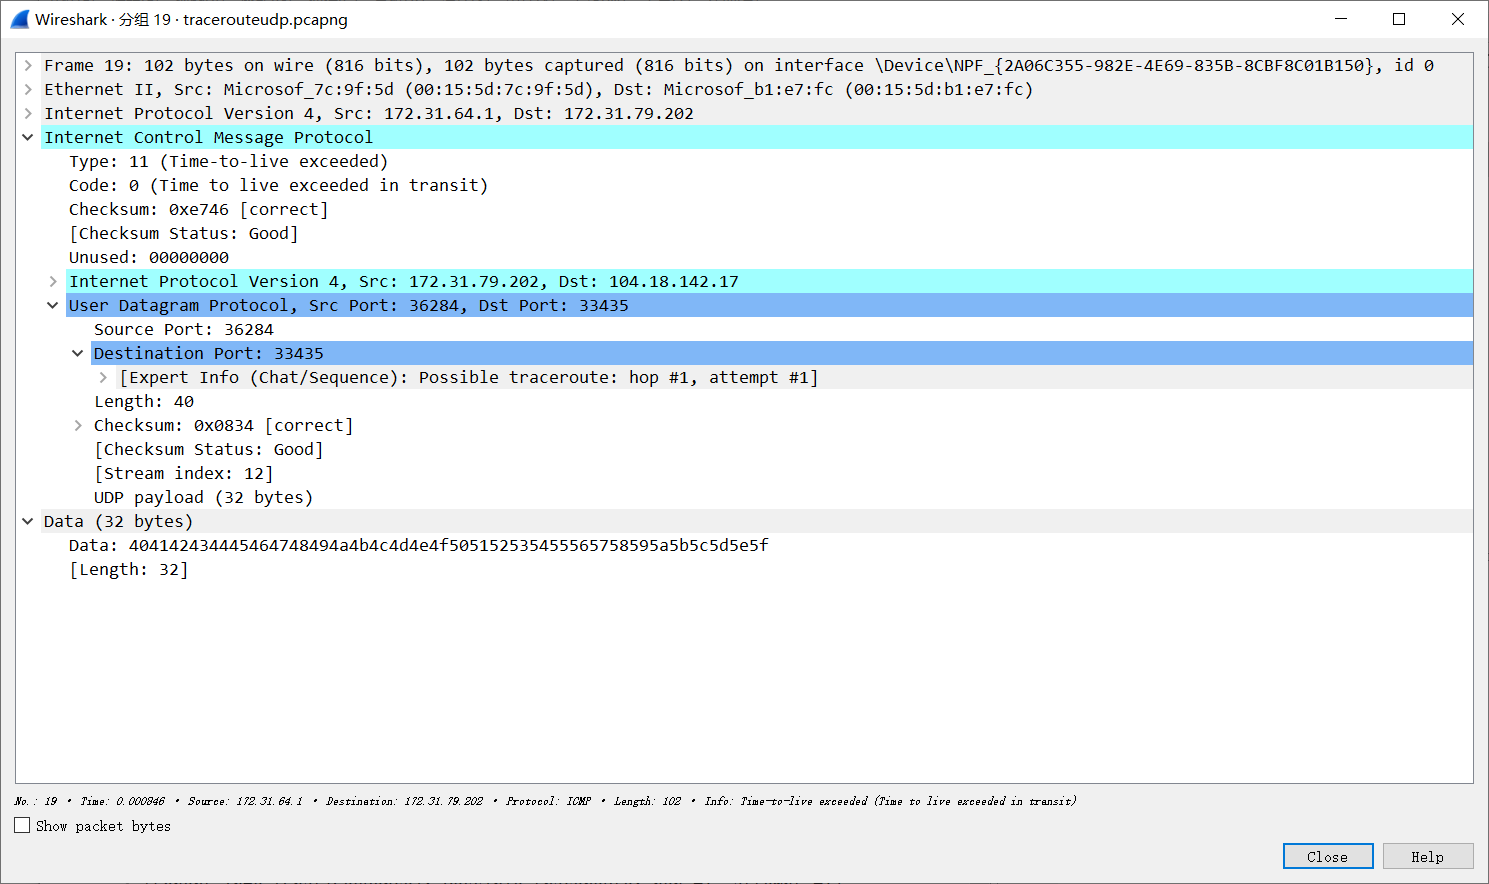 Wireshark · 分组 19 · tracerouteudp.pcapng
Frame 19: 102 bytes on wire (816 bits), 102 bytes captured (816 bits) on interface \Device\NPF_{2A06C355-982E-4E69-835B-8CBF8C01B150}, id 0
Ethernet II, Src: Microsof_7c:9f:5d (00:15:5d:7c:9f:5d), Dst: Microsof_b1:e7:fc (00:15:5d:b1:e7:fc)
Internet Protocol Version 4, Src: 172.31.64.1, Dst: 172.31.79.202
Internet Control Message Protocol
Type: 11 (Time-to-live exceeded)
Code: 0 (Time to live exceeded in transit)
Checksum: 0xe746 [correct]
[Checksum Status: Good]
Unused: 00000000
Internet Protocol Version 4, Src: 172.31.79.202, Dst: 104.18.142.17
User Datagram Protocol, Src Port: 36284, Dst Port: 33435
Source Port: 36284
Destination Port: 33435
[Expert Info (Chat/Sequence): Possible traceroute: hop #1, attempt #1]
Length: 40
Checksum: 0x0834 [correct]
[Checksum Status: Good]
[Stream index: 12]
UDP payload (32 bytes)
Data (32 bytes)
Data: 404142434445464748494a4b4c4d4e4f505152535455565758595a5b5c5d5e5f
[Length: 32]
No.: 19 · Time: 0.000946 · Source: 172.31.64.1 · Destination: 172.31.79.202 · Protocol: ICMP · Length: 102 · Info: Time-to-live exceeded (Time to live exceeded in transit)
Show packet bytes
Close
Help